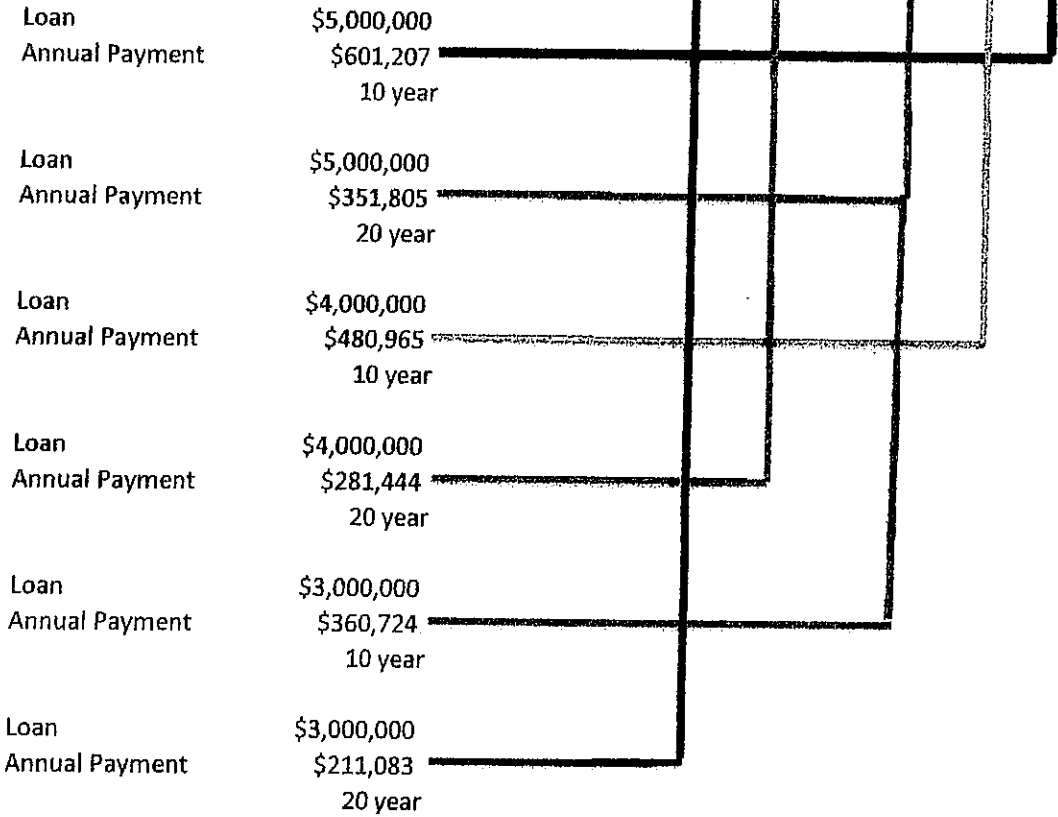 Loan $5,000,000
Annual Payment $601,207
10 year
Loan $5,000,000
Annual Payment $351,805
20 year
Loan $4,000,000
Annual Payment $480,965
10 year
Loan $4,000,000
Annual Payment $281,444
20 year
Loan $3,000,000
Annual Payment $360,724
10 year
Loan $3,000,000
Annual Payment $211,083
20 year